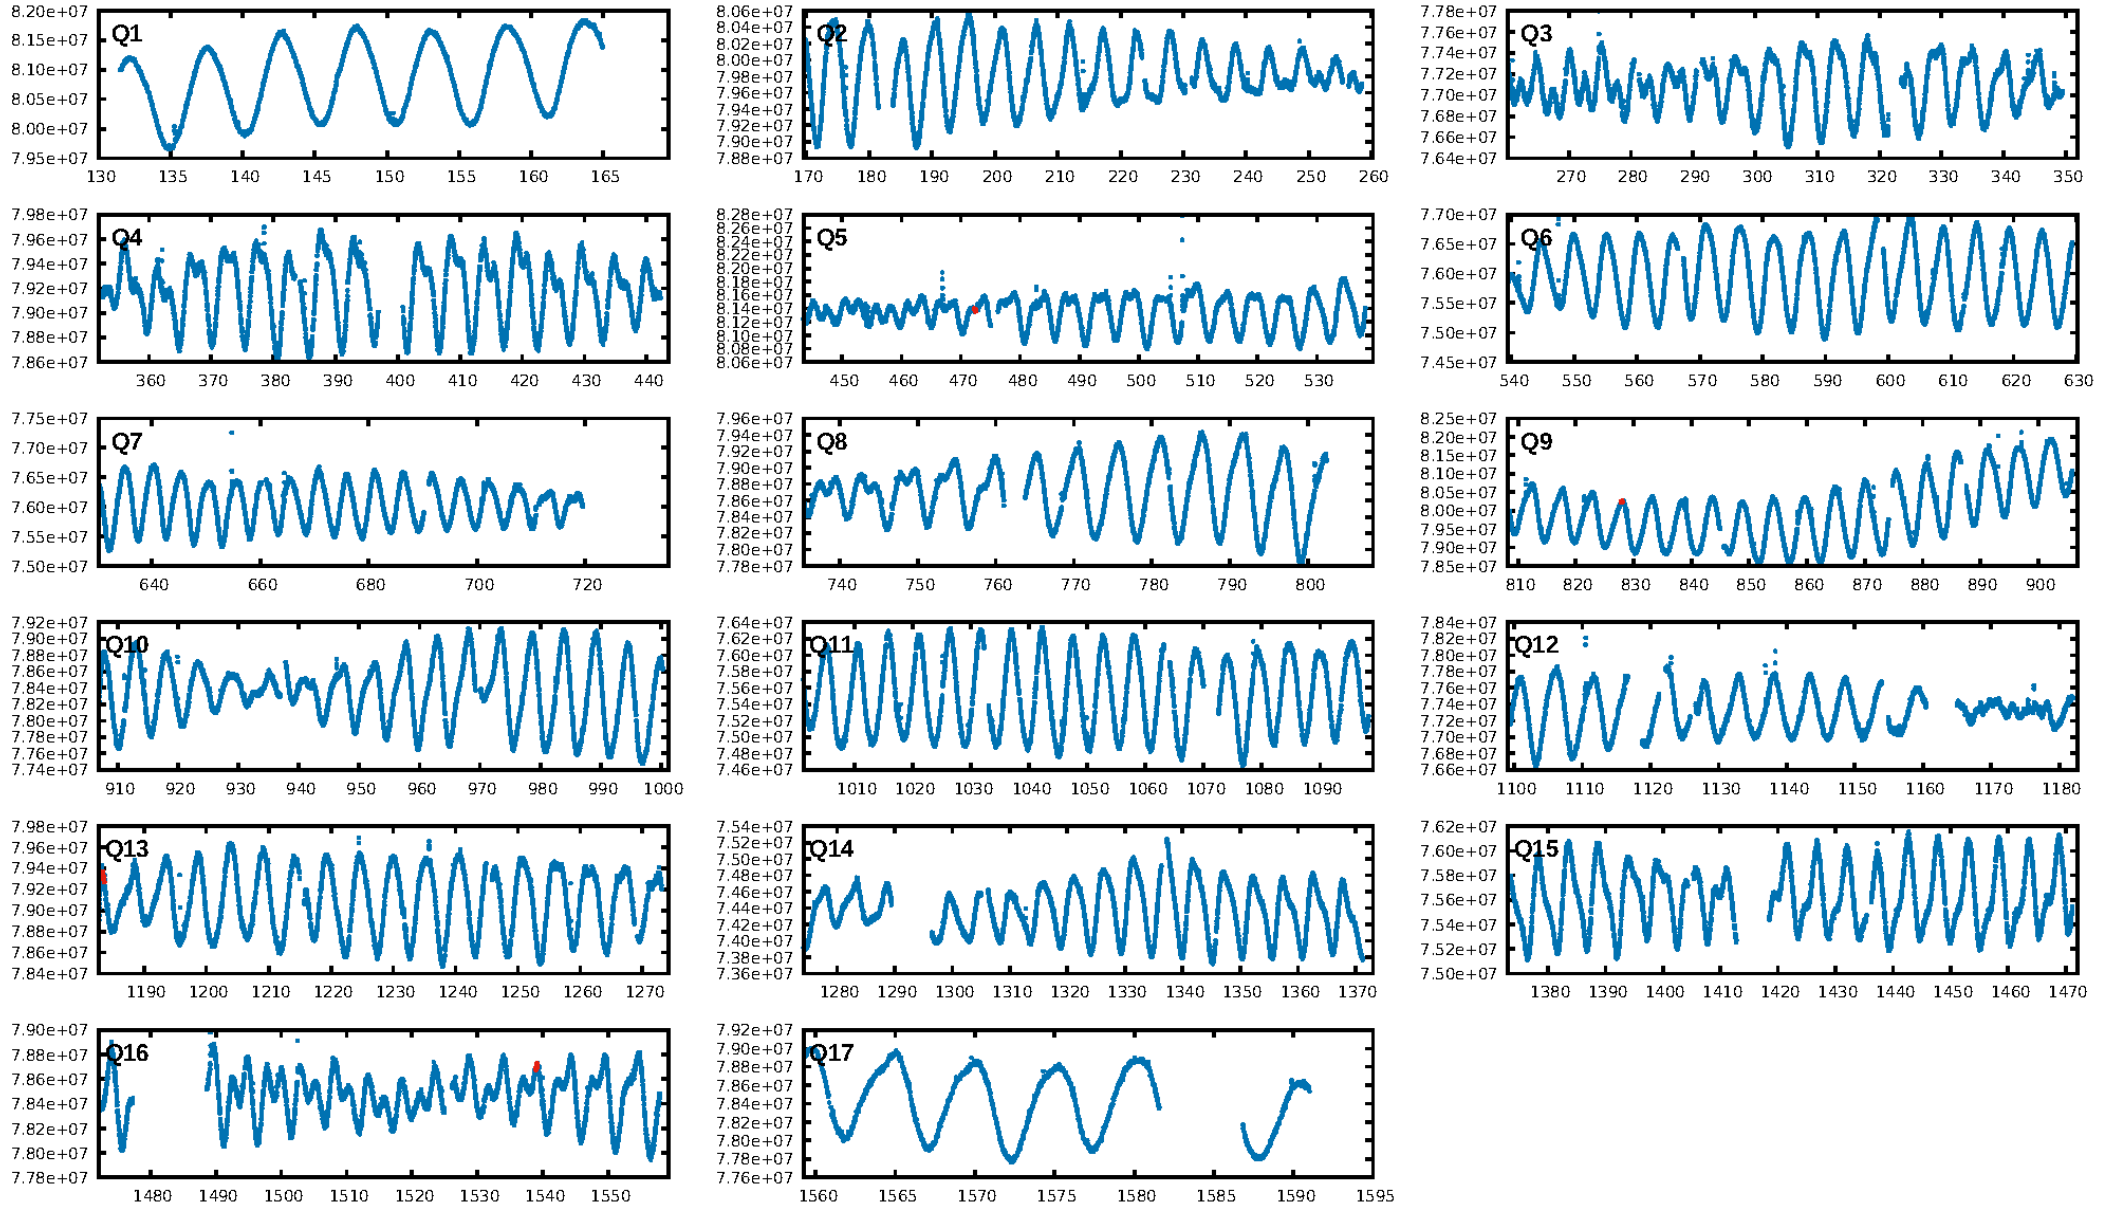 Q1
8.20e+07
8.15e+07
8.10e+07
8.05e+07
8.00e+07
7.95e+07
130 135 140 145 150 155 160 165
Q2
8.06e+07
8.04e+07
8.02e+07
8.00e+07
7.98e+07
7.96e+07
7.94e+07
7.92e+07
7.90e+07
7.88e+07
170 180 190 200 210 220 230 240 250 260
Q3
7.78e+07
7.76e+07
7.74e+07
7.72e+07
7.70e+07
7.68e+07
7.66e+07
7.64e+07
270 280 290 300 310 320 330 340 350
Q4
7.98e+07
7.96e+07
7.94e+07
7.92e+07
7.90e+07
7.88e+07
7.86e+07
360 370 380 390 400 410 420 430 440
Q5
8.28e+07
8.26e+07
8.24e+07
8.22e+07
8.20e+07
8.18e+07
8.16e+07
8.14e+07
8.12e+07
8.10e+07
8.08e+07
8.06e+07
450 460 470 480 490 500 510 520 530
Q6
7.70e+07
7.65e+07
7.60e+07
7.55e+07
7.50e+07
7.45e+07
540 550 560 570 580 590 600 610 620 630
Q7
7.75e+07
7.70e+07
7.65e+07
7.60e+07
7.55e+07
7.50e+07
640 660 680 700 720
Q8
7.96e+07
7.94e+07
7.92e+07
7.90e+07
7.88e+07
7.86e+07
7.84e+07
7.82e+07
7.80e+07
7.78e+07
740 750 760 770 780 790 800
Q9
8.25e+07
8.20e+07
8.15e+07
8.10e+07
8.05e+07
8.00e+07
7.95e+07
7.90e+07
7.85e+07
810 820 830 840 850 860 870 880 890 900
Q10
7.92e+07
7.90e+07
7.88e+07
7.86e+07
7.84e+07
7.82e+07
7.80e+07
7.78e+07
7.76e+07
7.74e+07
910 920 930 940 950 960 970 980 990 1000
Q11
7.64e+07
7.62e+07
7.60e+07
7.58e+07
7.56e+07
7.54e+07
7.52e+07
7.50e+07
7.48e+07
7.46e+07
1010 1020 1030 1040 1050 1060 1070 1080 1090
Q12
7.84e+07
7.82e+07
7.80e+07
7.78e+07
7.76e+07
7.74e+07
7.72e+07
7.70e+07
7.68e+07
7.66e+07
1100 1110 1120 1130 1140 1150 1160 1170 1180
Q13
7.98e+07
7.96e+07
7.94e+07
7.92e+07
7.90e+07
7.88e+07
7.86e+07
7.84e+07
1190 1200 1210 1220 1230 1240 1250 1260 1270
Q14
7.54e+07
7.52e+07
7.50e+07
7.48e+07
7.46e+07
7.44e+07
7.42e+07
7.40e+07
7.38e+07
7.36e+07
1280 1290 1300 1310 1320 1330 1340 1350 1360 1370
Q15
7.62e+07
7.60e+07
7.58e+07
7.56e+07
7.54e+07
7.52e+07
7.50e+07
1380 1390 1400 1410 1420 1430 1440 1450 1460 1470
Q16
7.90e+07
7.88e+07
7.86e+07
7.84e+07
7.82e+07
7.80e+07
7.78e+07
1480 1490 1500 1510 1520 1530 1540 1550
Q17
7.92e+07
7.90e+07
7.88e+07
7.86e+07
7.84e+07
7.82e+07
7.80e+07
7.78e+07
7.76e+07
1560 1565 1570 1575 1580 1585 1590 1595